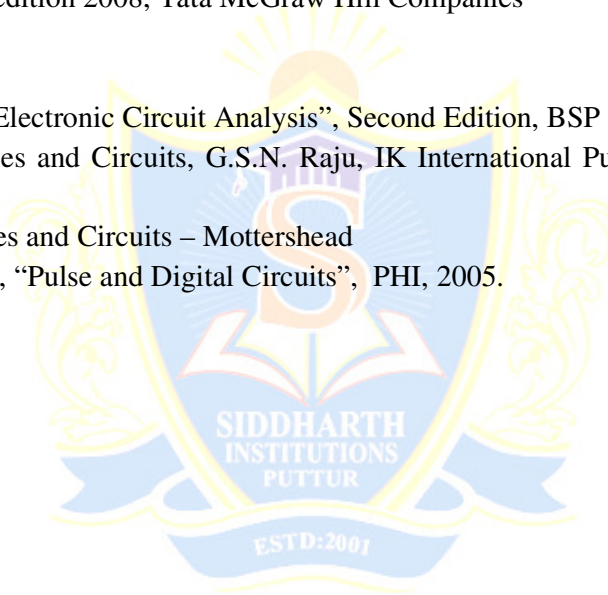 edition 2008, Tata McGraw Hill Companies
Electronic Circuit Analysis”, Second Edition, BSP
es and Circuits, G.S.N. Raju, IK International Pu
es and Circuits – Mottershead
, “Pulse and Digital Circuits”, PHI, 2005.
SIDDHARTH
INSTITUTIONS
PUTTUR
ESTD:2001